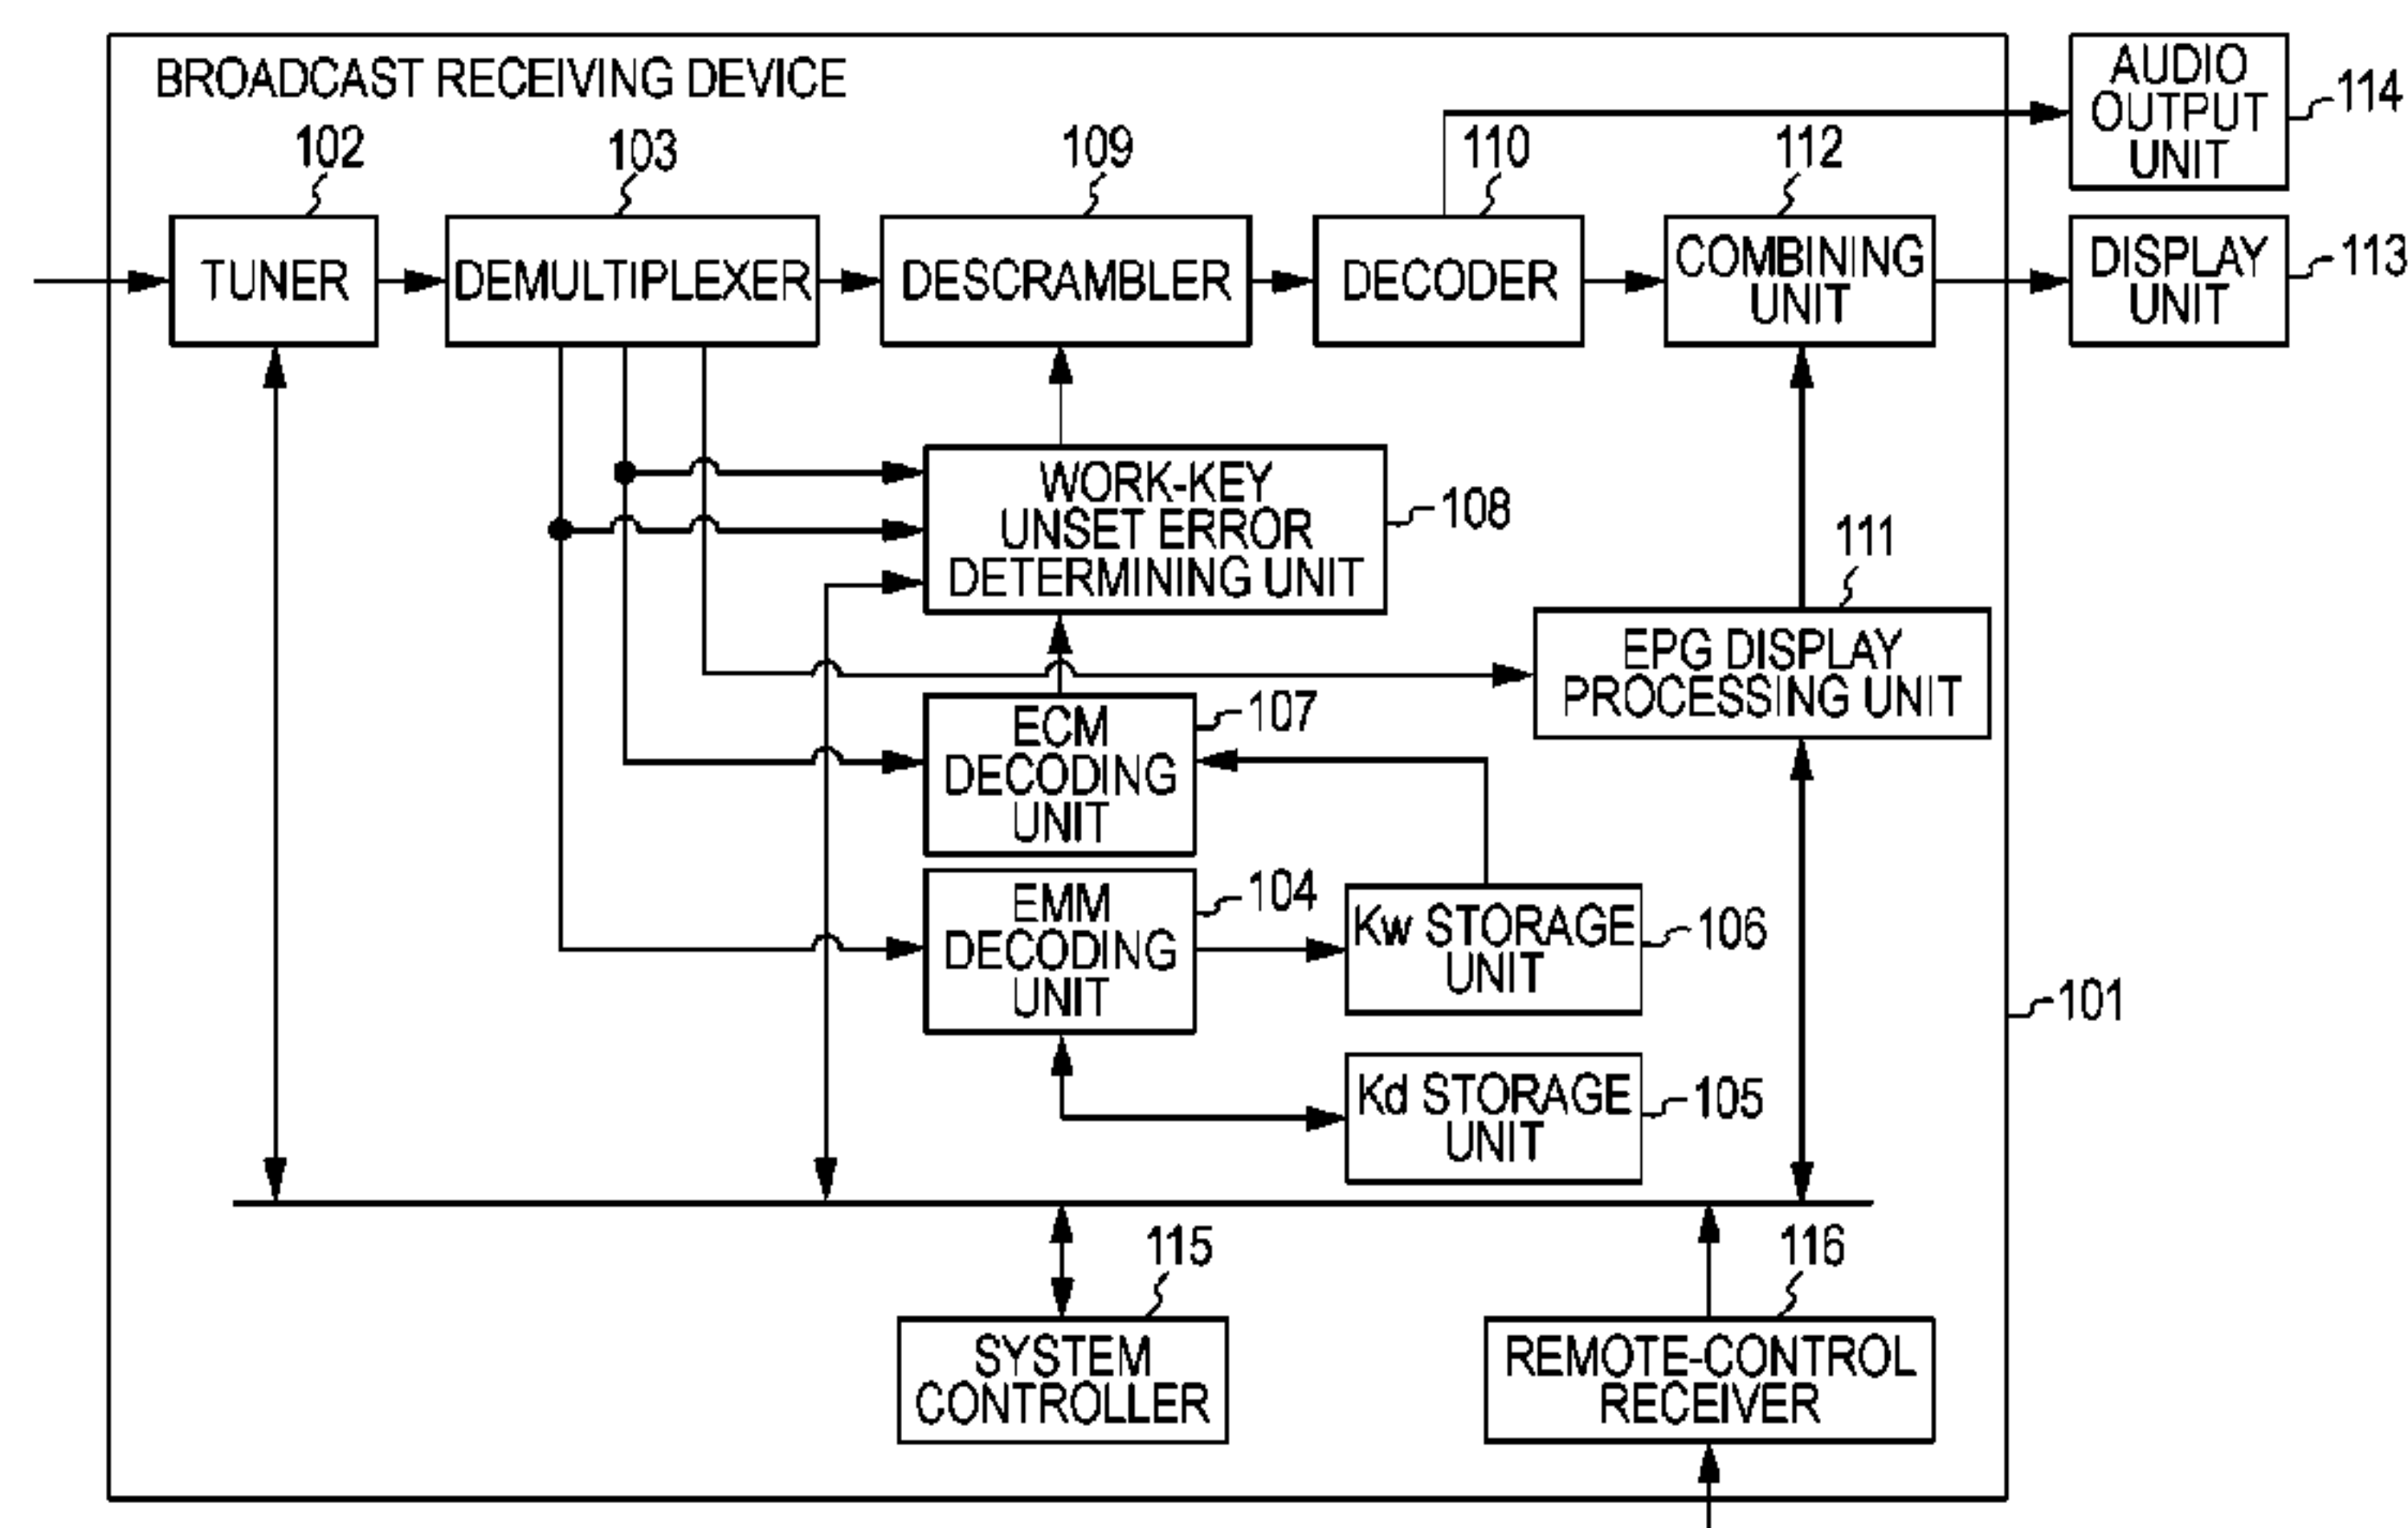 BROADCAST RECEIVING DEVICE
AUDIO
OUTPUT
UNIT
114
102
103
109
110
112
TUNER
DEMULTIPLEXER
DESCRAMBLER
DECODER
COMBINING
UNIT
DISPLAY
UNIT
113
WORK-KEY
UNSET ERROR
DETERMINING UNIT
108
111
EPG DISPLAY
PROCESSING UNIT
ECM
DECODING
UNIT
107
EMM
DECODING
UNIT
104
Kw STORAGE
UNIT
106
101
Kd STORAGE
UNIT
105
115
116
SYSTEM
CONTROLLER
REMOTE-CONTROL
RECEIVER